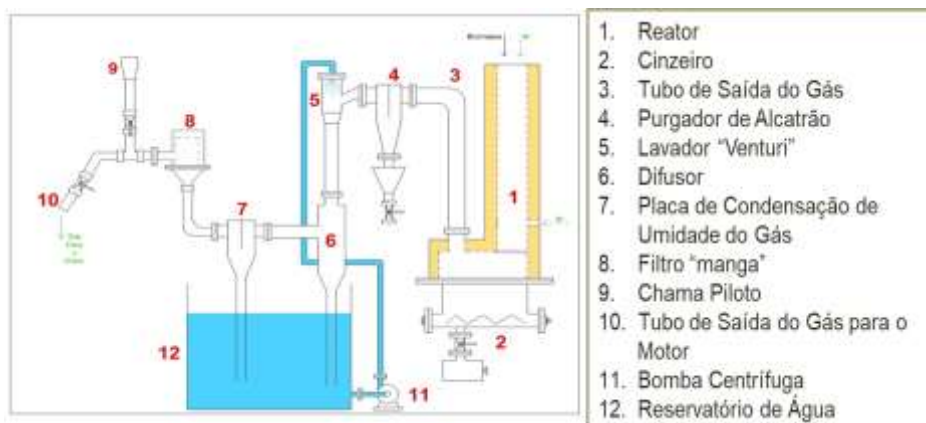 Biomassa
9
4
3
5
8
1
10
7
6
2
12
11
1. Reator
2. Cinzeiro
3. Tubo de Saída do Gás
4. Purgador de Alcatrão
5. Lavador “Venturi”
6. Difusor
7. Placa de Condensação de
Umidade do Gás
8. Filtro “manga”
9. Chama Piloto
10. Tubo de Saída do Gás para o
Motor
11. Bomba Centrífuga
12. Reservatório de Água